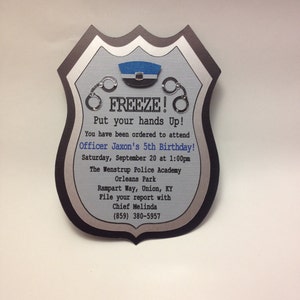 FREEZE!
Put your hands Up!
You have been ordered to attend
Officer Jaxon's 5th Birthday!
Saturday, September 20 at 1:00pm
The Wenstrup Police Academy
Orleans Park
Rampart Way, Union, KY
File your report with
Chief Melinda
(859) 380-5957